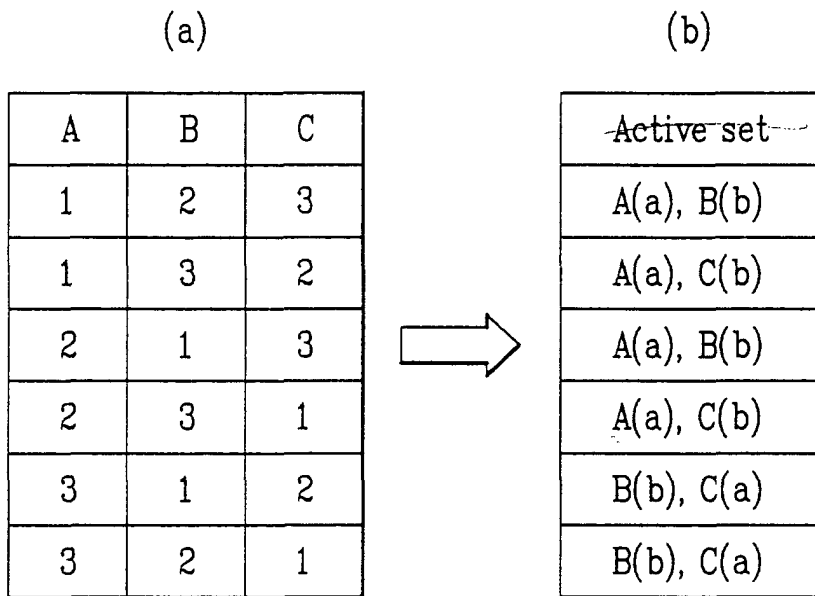 (a) (b)
A B C Active set
1 2 3 A(a), B(b)
1 3 2 A(a), C(b)
2 1 3 A(a), B(b)
2 3 1 A(a), C(b)
3 1 2 B(b), C(a)
3 2 1 B(b), C(a)